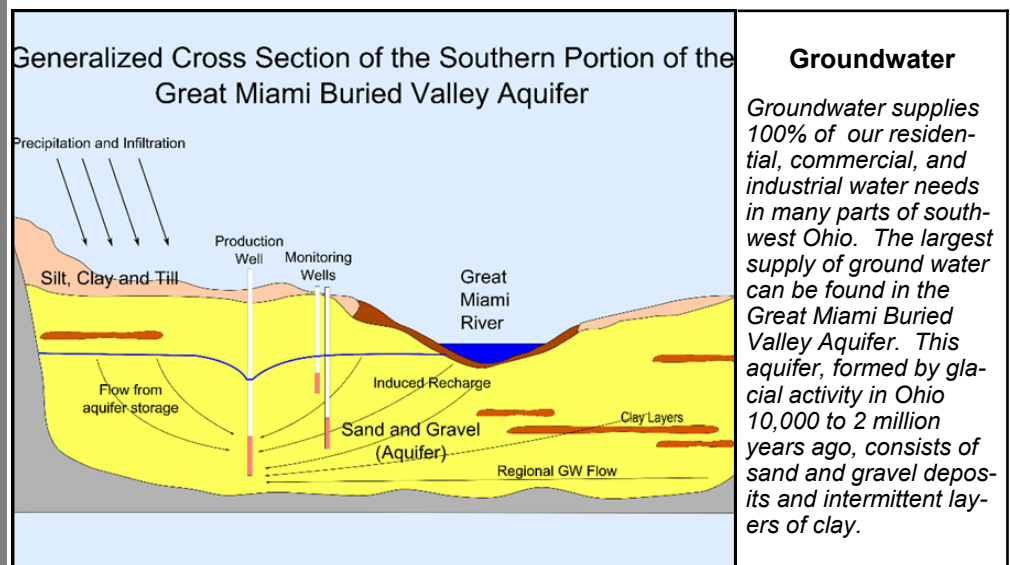 Generalized Cross Section of the Southern Portion of the
Great Miami Buried Valley Aquifer
Precipitation and Infiltration
Production
Well
Monitoring
Wells
Silt, Clay and Till
Great
Miami
River
Flow from
aquifer storage
Induced Recharge
Sand and Gravel
(Aquifer)
Clay Layers
Regional GW Flow
Groundwater
Groundwater supplies
100% of our residen-
tial, commercial, and
industrial water needs
in many parts of south-
west Ohio. The largest
supply of ground water
can be found in the
Great Miami Buried
Valley Aquifer. This
aquifer, formed by gla-
cial activity in Ohio
10,000 to 2 million
years ago, consists of
sand and gravel depos-
its and intermittent lay-
ers of clay.